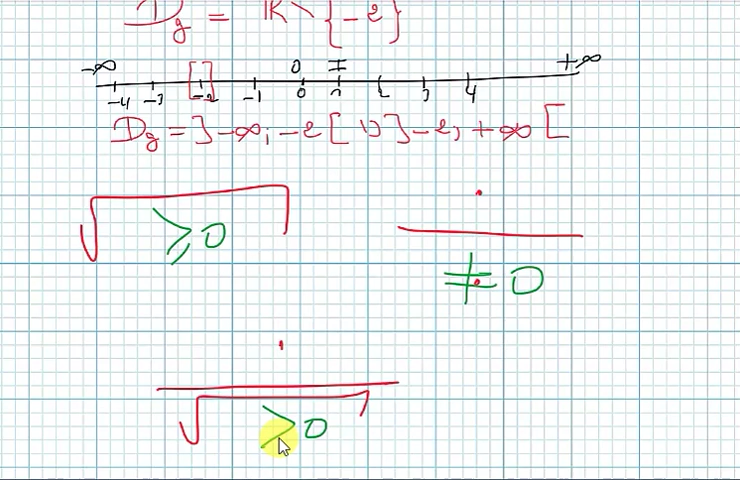 D_g = ℝ \ {-2}
-∞ [ ] 0 I +∞
-4 -3 -2 -1 0 1 2 3 4
D_g = ]-∞, -2[ ∪ ]-2, +∞[
√ ≥0
≠ 0
√ >0